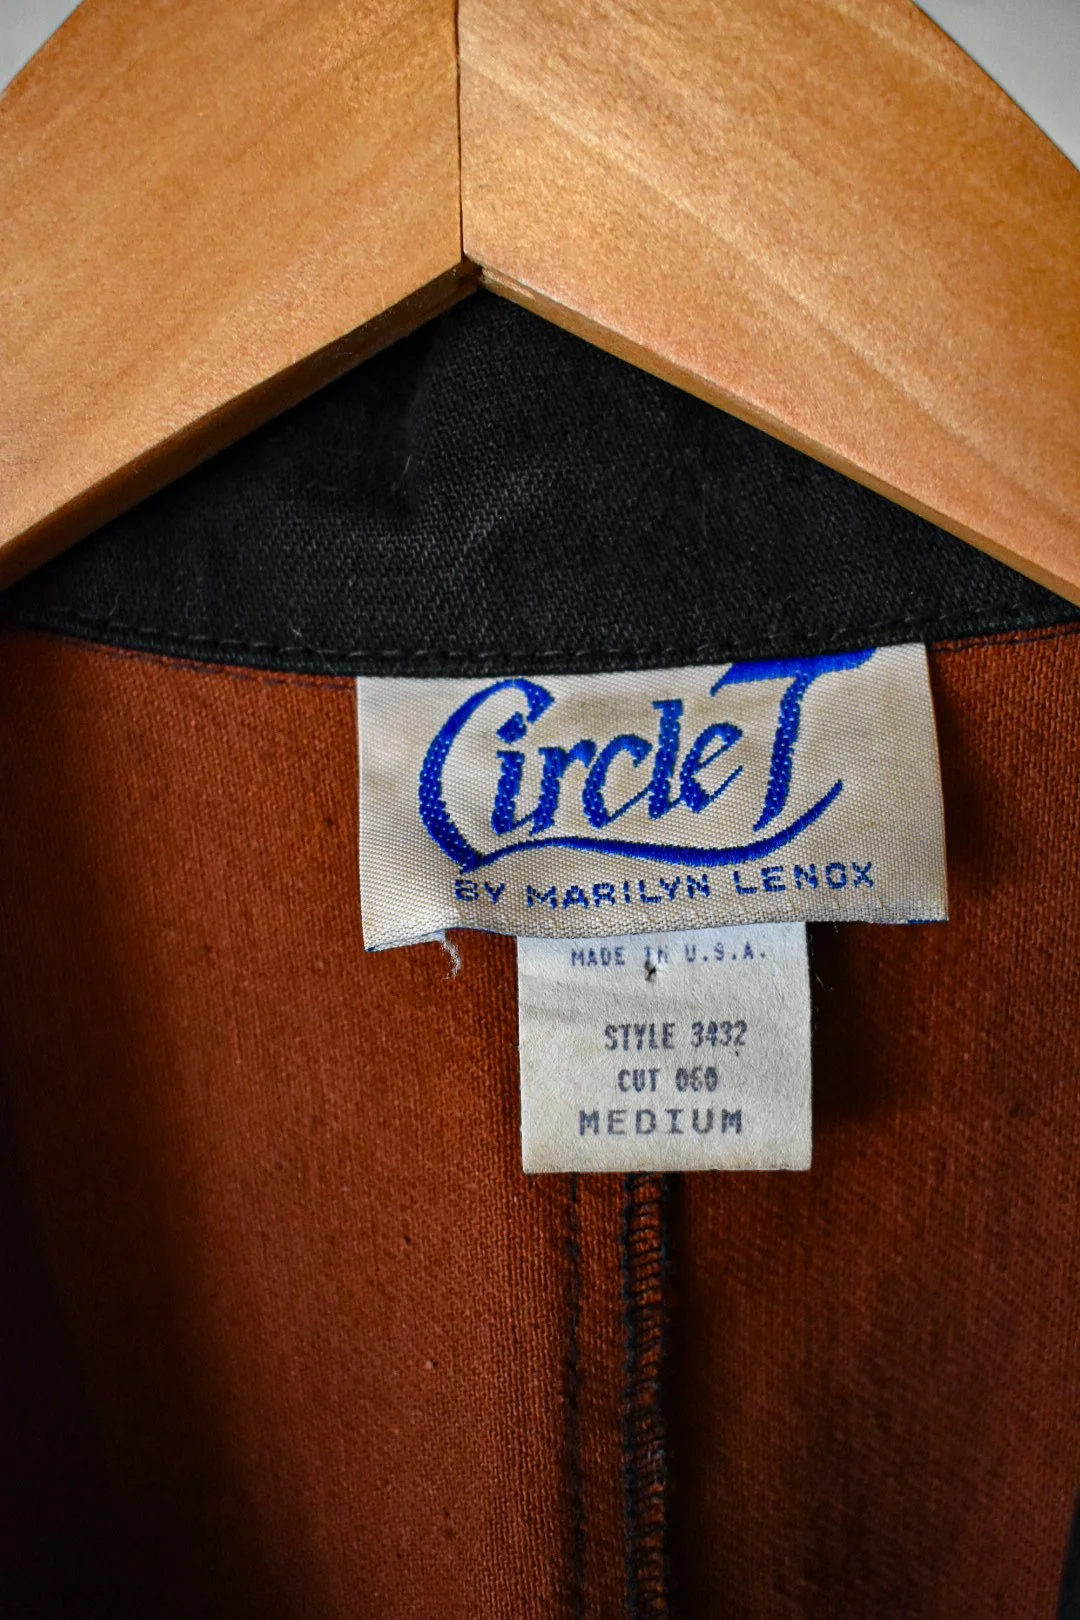 Circle T
BY MARILYN LENOX
MADE IN U.S.A.
STYLE 3432
CUT 060
MEDIUM